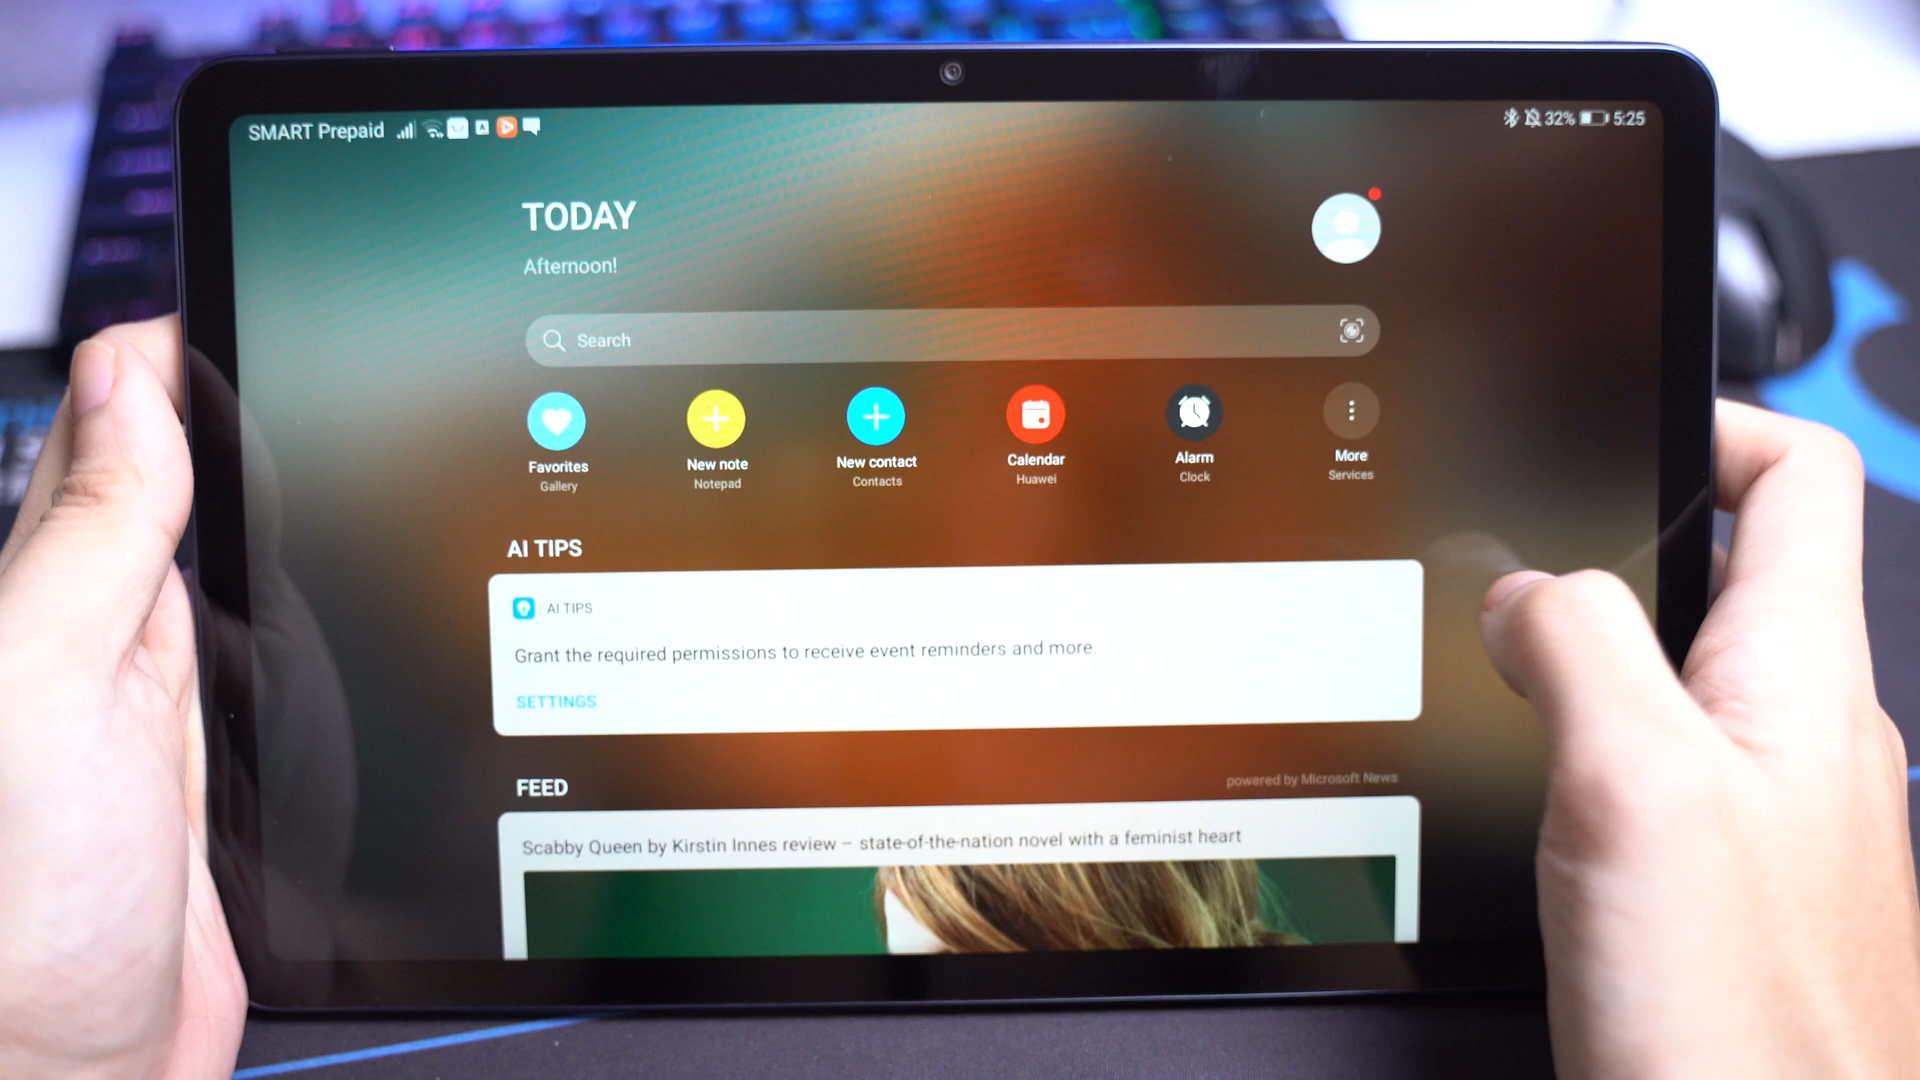 SMART Prepaid
32% 5:25
TODAY
Afternoon!
Search
Favorites
Gallery
New note
Notepad
New contact
Contacts
Calendar
Huawei
Alarm
Clock
More
Services
AI TIPS
AI TIPS
Grant the required permissions to receive event reminders and more.
SETTINGS
FEED
powered by Microsoft News
Scabby Queen by Kirstin Innes review – state-of-the-nation novel with a feminist heart